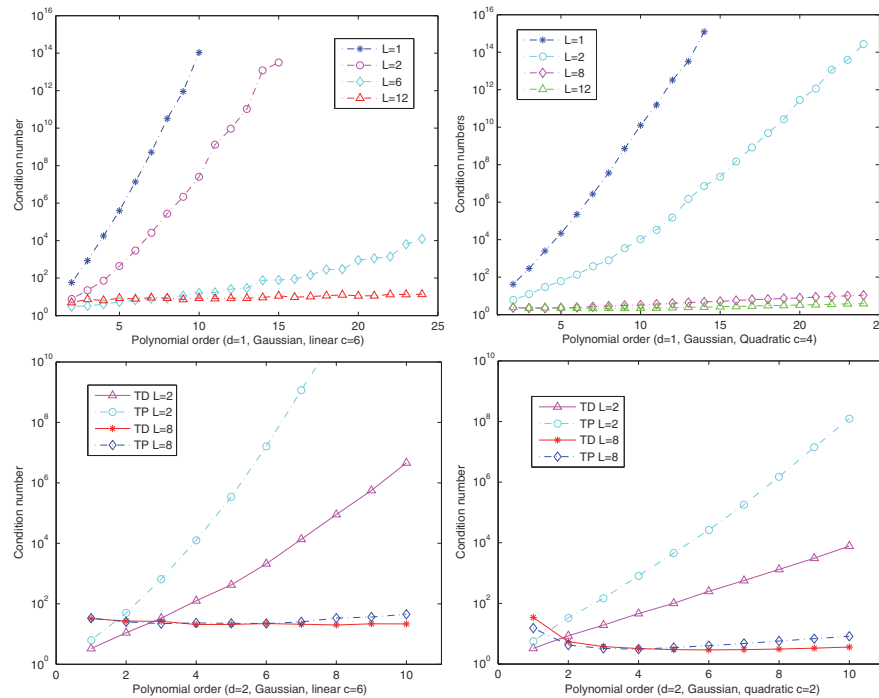 10^16
10^14
10^12
10^10
10^8
10^6
10^4
10^2
10^0
Condition numbers
L=1
L=2
L=6
L=12
5
10
15
20
25
Polynomial order (d=1, Gaussian, linear c=6)
10^16
10^14
10^12
10^10
10^8
10^6
10^4
10^2
10^0
Condition numbers
L=1
L=2
L=8
L=12
5
10
15
20
25
Polynomial order (d=1, Gaussian, Quadratic c=4)
10^10
10^8
10^6
10^4
10^2
10^0
Condition number
TD L=2
TP L=2
TD L=8
TP L=8
0
2
4
6
8
10
Polynomial order (d=2, Gaussian, linear c=6)
10^10
10^8
10^6
10^4
10^2
10^0
Condition number
TD L=2
TP L=2
TD L=8
TP L=8
0
2
4
6
8
10
Polynomial order (d=2, Gaussian, quadratic c=2)